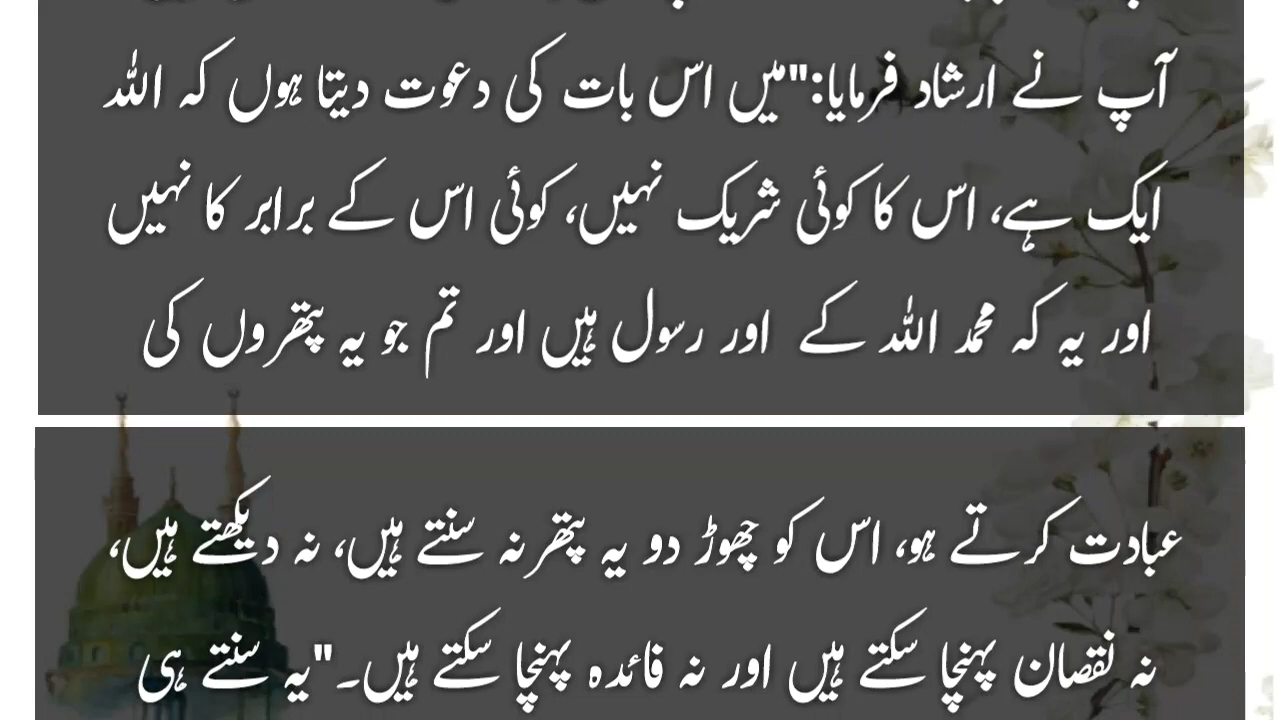 آپ نے ارشاد فرمایا:"میں اس بات کی دعوت دیتا ہوں کہ اللہ
ایک ہے، اس کا کوئی شریک نہیں، کوئی اس کے برابر کا نہیں
اور یہ کہ محمد اللہ کے اور رسول ہیں اور تم جو یہ پتھروں کی
عبادت کرتے ہو، اس کو چھوڑ دو یہ پتھر نہ سنتے ہیں، نہ دیکھتے ہیں،
نہ نقصان پہنچا سکتے ہیں اور نہ فائدہ پہنچا سکتے ہیں۔"یہ سنتے ہی